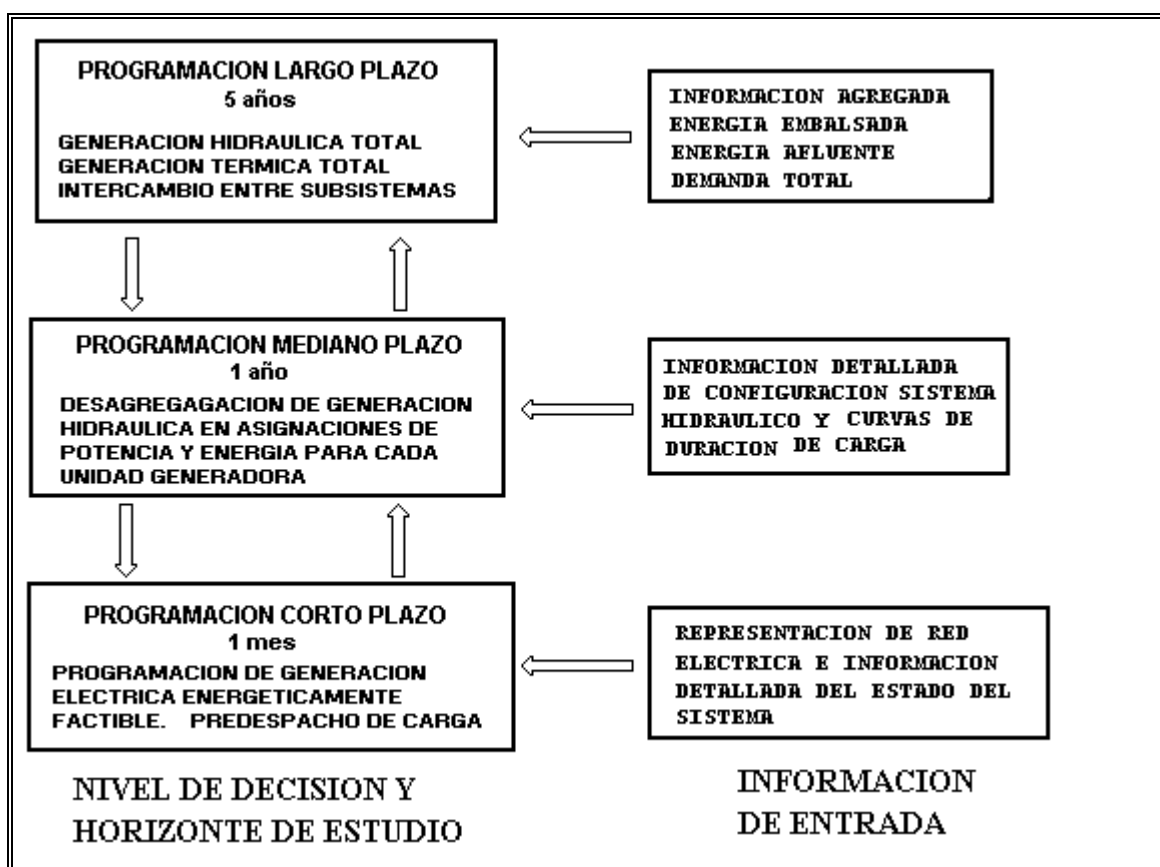 PROGRAMACION LARGO PLAZO
5 años
GENERACION HIDRAULICA TOTAL
GENERACION TERMICA TOTAL
INTERCAMBIO ENTRE SUBSISTEMAS
INFORMACION AGREGADA
ENERGIA EMBALSADA
ENERGIA AFLUENTE
DEMANDA TOTAL
PROGRAMACION MEDIANO PLAZO
1 año
DESAGREGAGACION DE GENERACION
HIDRAULICA EN ASIGNACIONES DE
POTENCIA Y ENERGIA PARA CADA
UNIDAD GENERADORA
INFORMACION DETALLADA
DE CONFIGURACION SISTEMA
HIDRAULICO Y CURVAS DE
DURACION DE CARGA
PROGRAMACION CORTO PLAZO
1 mes
PROGRAMACION DE GENERACION
ELECTRICA ENERGETICAMENTE
FACTIBLE. PREDESPACHO DE CARGA
REPRESENTACION DE RED
ELECTRICA E INFORMACION
DETALLADA DEL ESTADO DEL
SISTEMA
NIVEL DE DECISION Y
HORIZONTE DE ESTUDIO
INFORMACION
DE ENTRADA